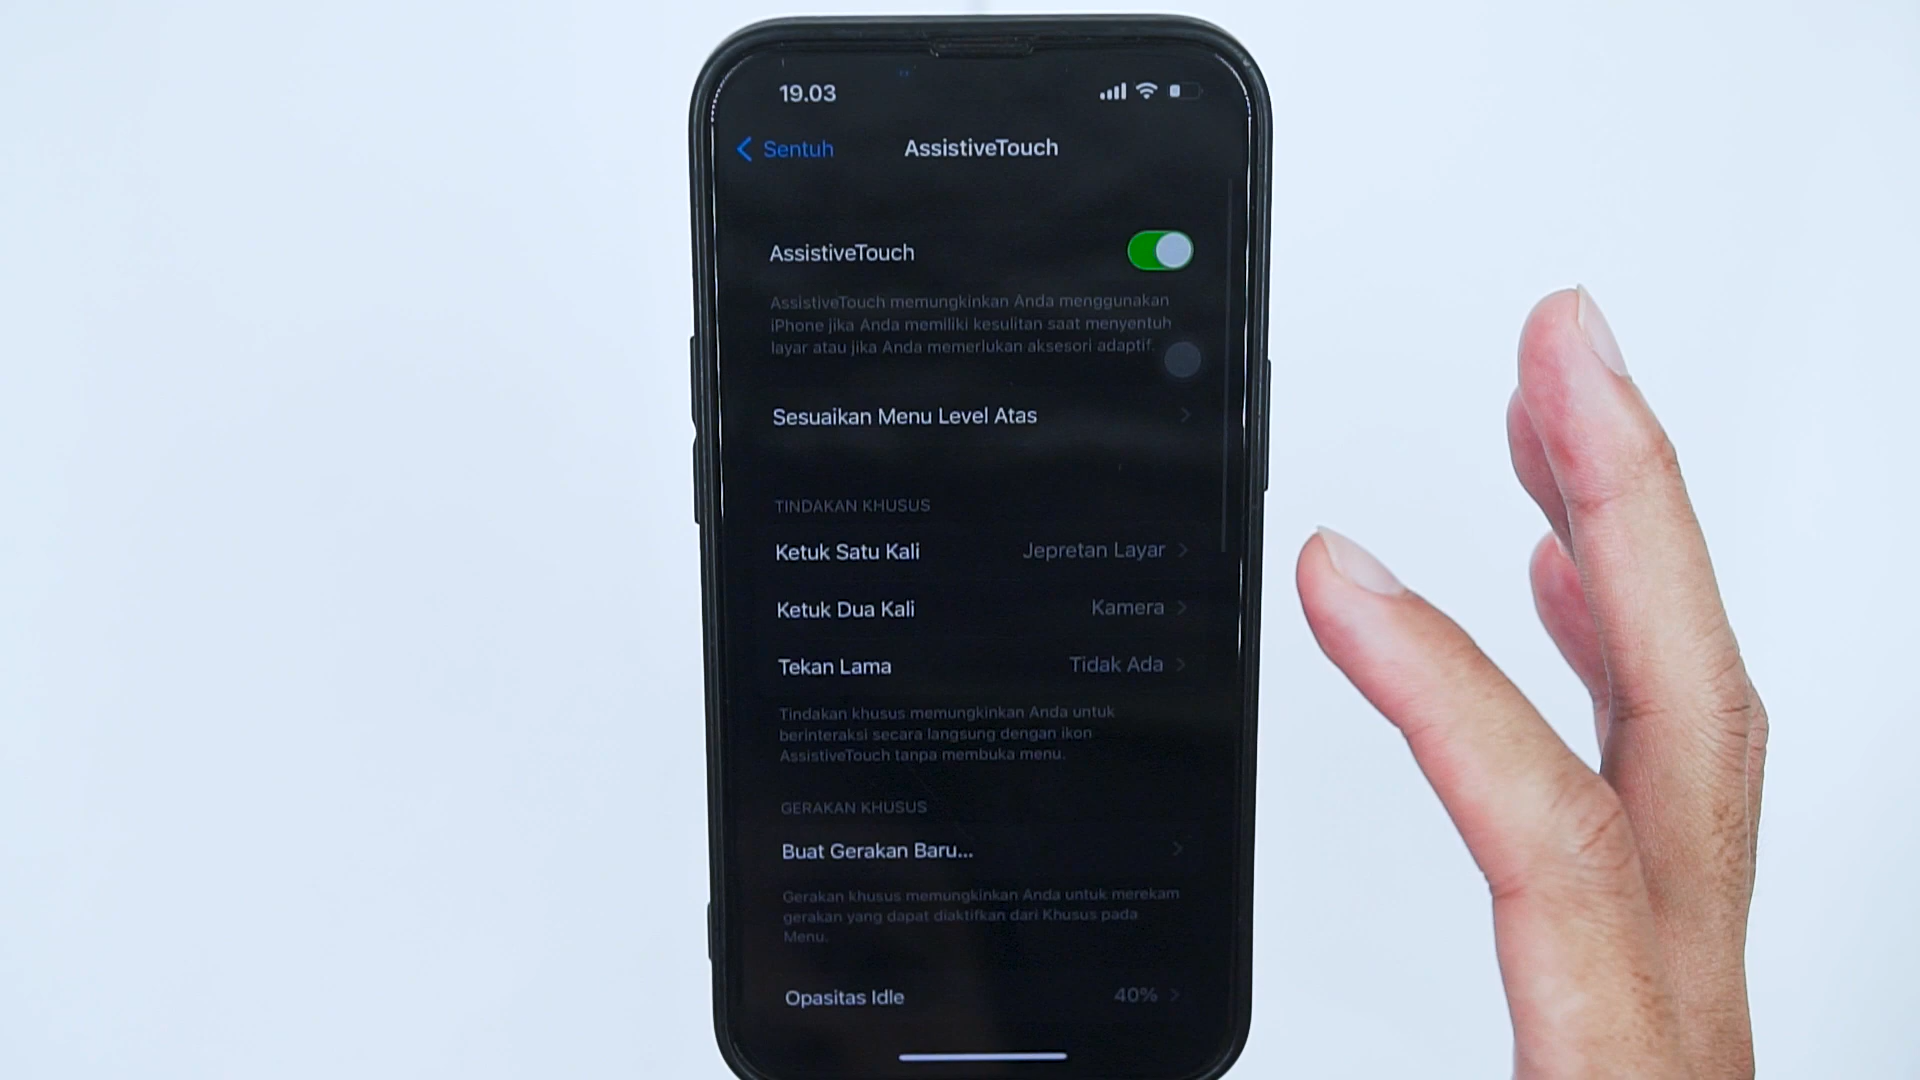 19.03
Sentuh
AssistiveTouch
AssistiveTouch
AssistiveTouch memungkinkan Anda menggunakan
iPhone jika Anda memiliki kesulitan saat menyentuh
layar atau jika Anda memerlukan aksesori adaptif.
Sesuaikan Menu Level Atas
TINDAKAN KHUSUS
Ketuk Satu Kali Jepretan Layar
Ketuk Dua Kali Kamera
Tekan Lama Tidak Ada
Tindakan khusus memungkinkan Anda untuk
berinteraksi secara langsung dengan ikon
AssistiveTouch tanpa membuka menu.
GERAKAN KHUSUS
Buat Gerakan Baru...
Gerakan khusus memungkinkan Anda untuk merekam
gerakan yang dapat diaktifkan dari Khusus pada
Menu.
Opasitas Idle 40%